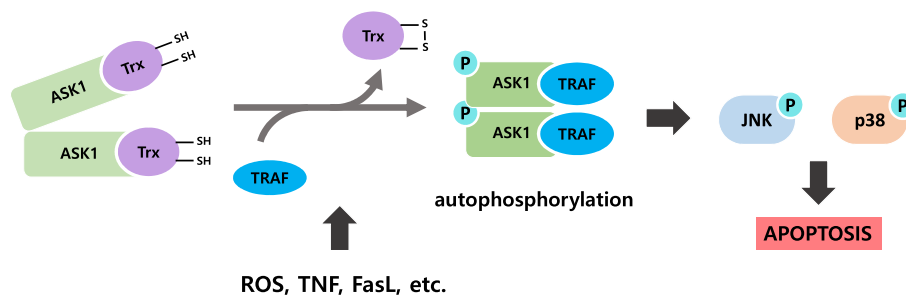 ASK1
Trx
SH
SH
ASK1
Trx
SH
SH
Trx
S
S
TRAF
ROS, TNF, FasL, etc.
P
ASK1
TRAF
P
ASK1
TRAF
autophosphorylation
JNK
P
p38
P
APOPTOSIS